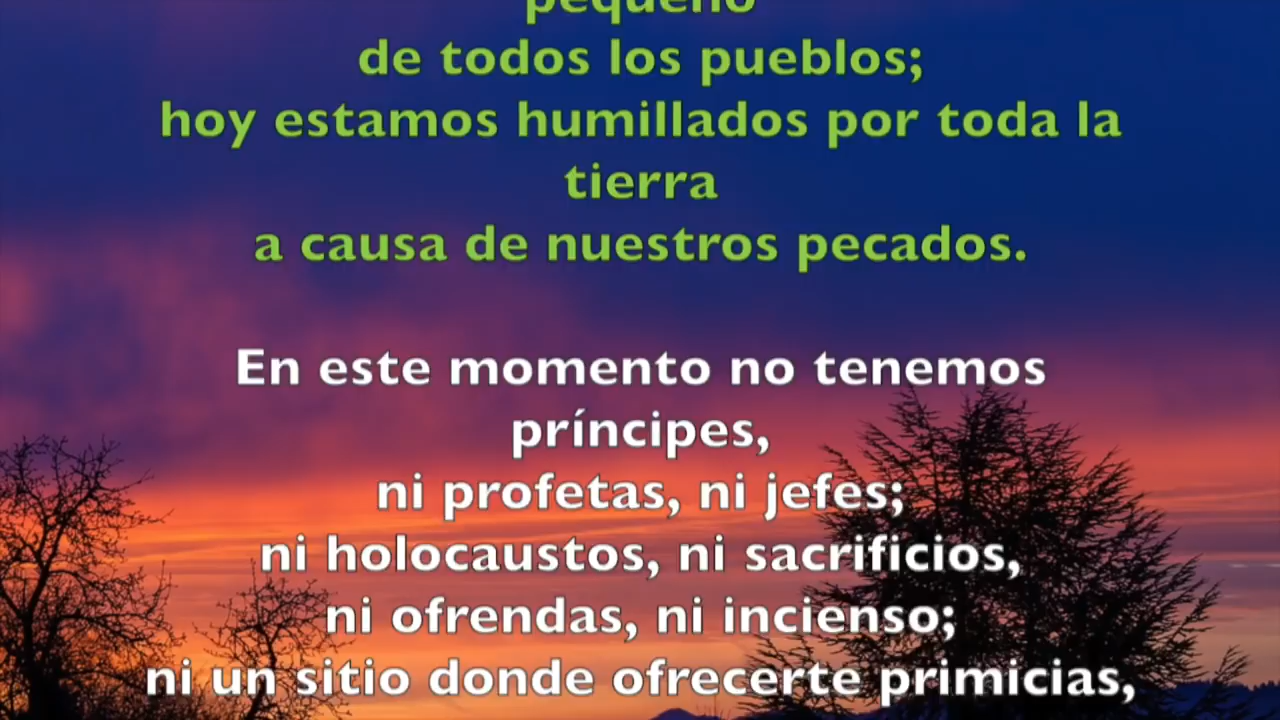 pequeño
de todos los pueblos;
hoy estamos humillados por toda la
tierra
a causa de nuestros pecados.
En este momento no tenemos
príncipes,
ni profetas, ni jefes;
ni holocaustos, ni sacrificios,
ni ofrendas, ni incienso;
ni un sitio donde ofrecerte primicias,